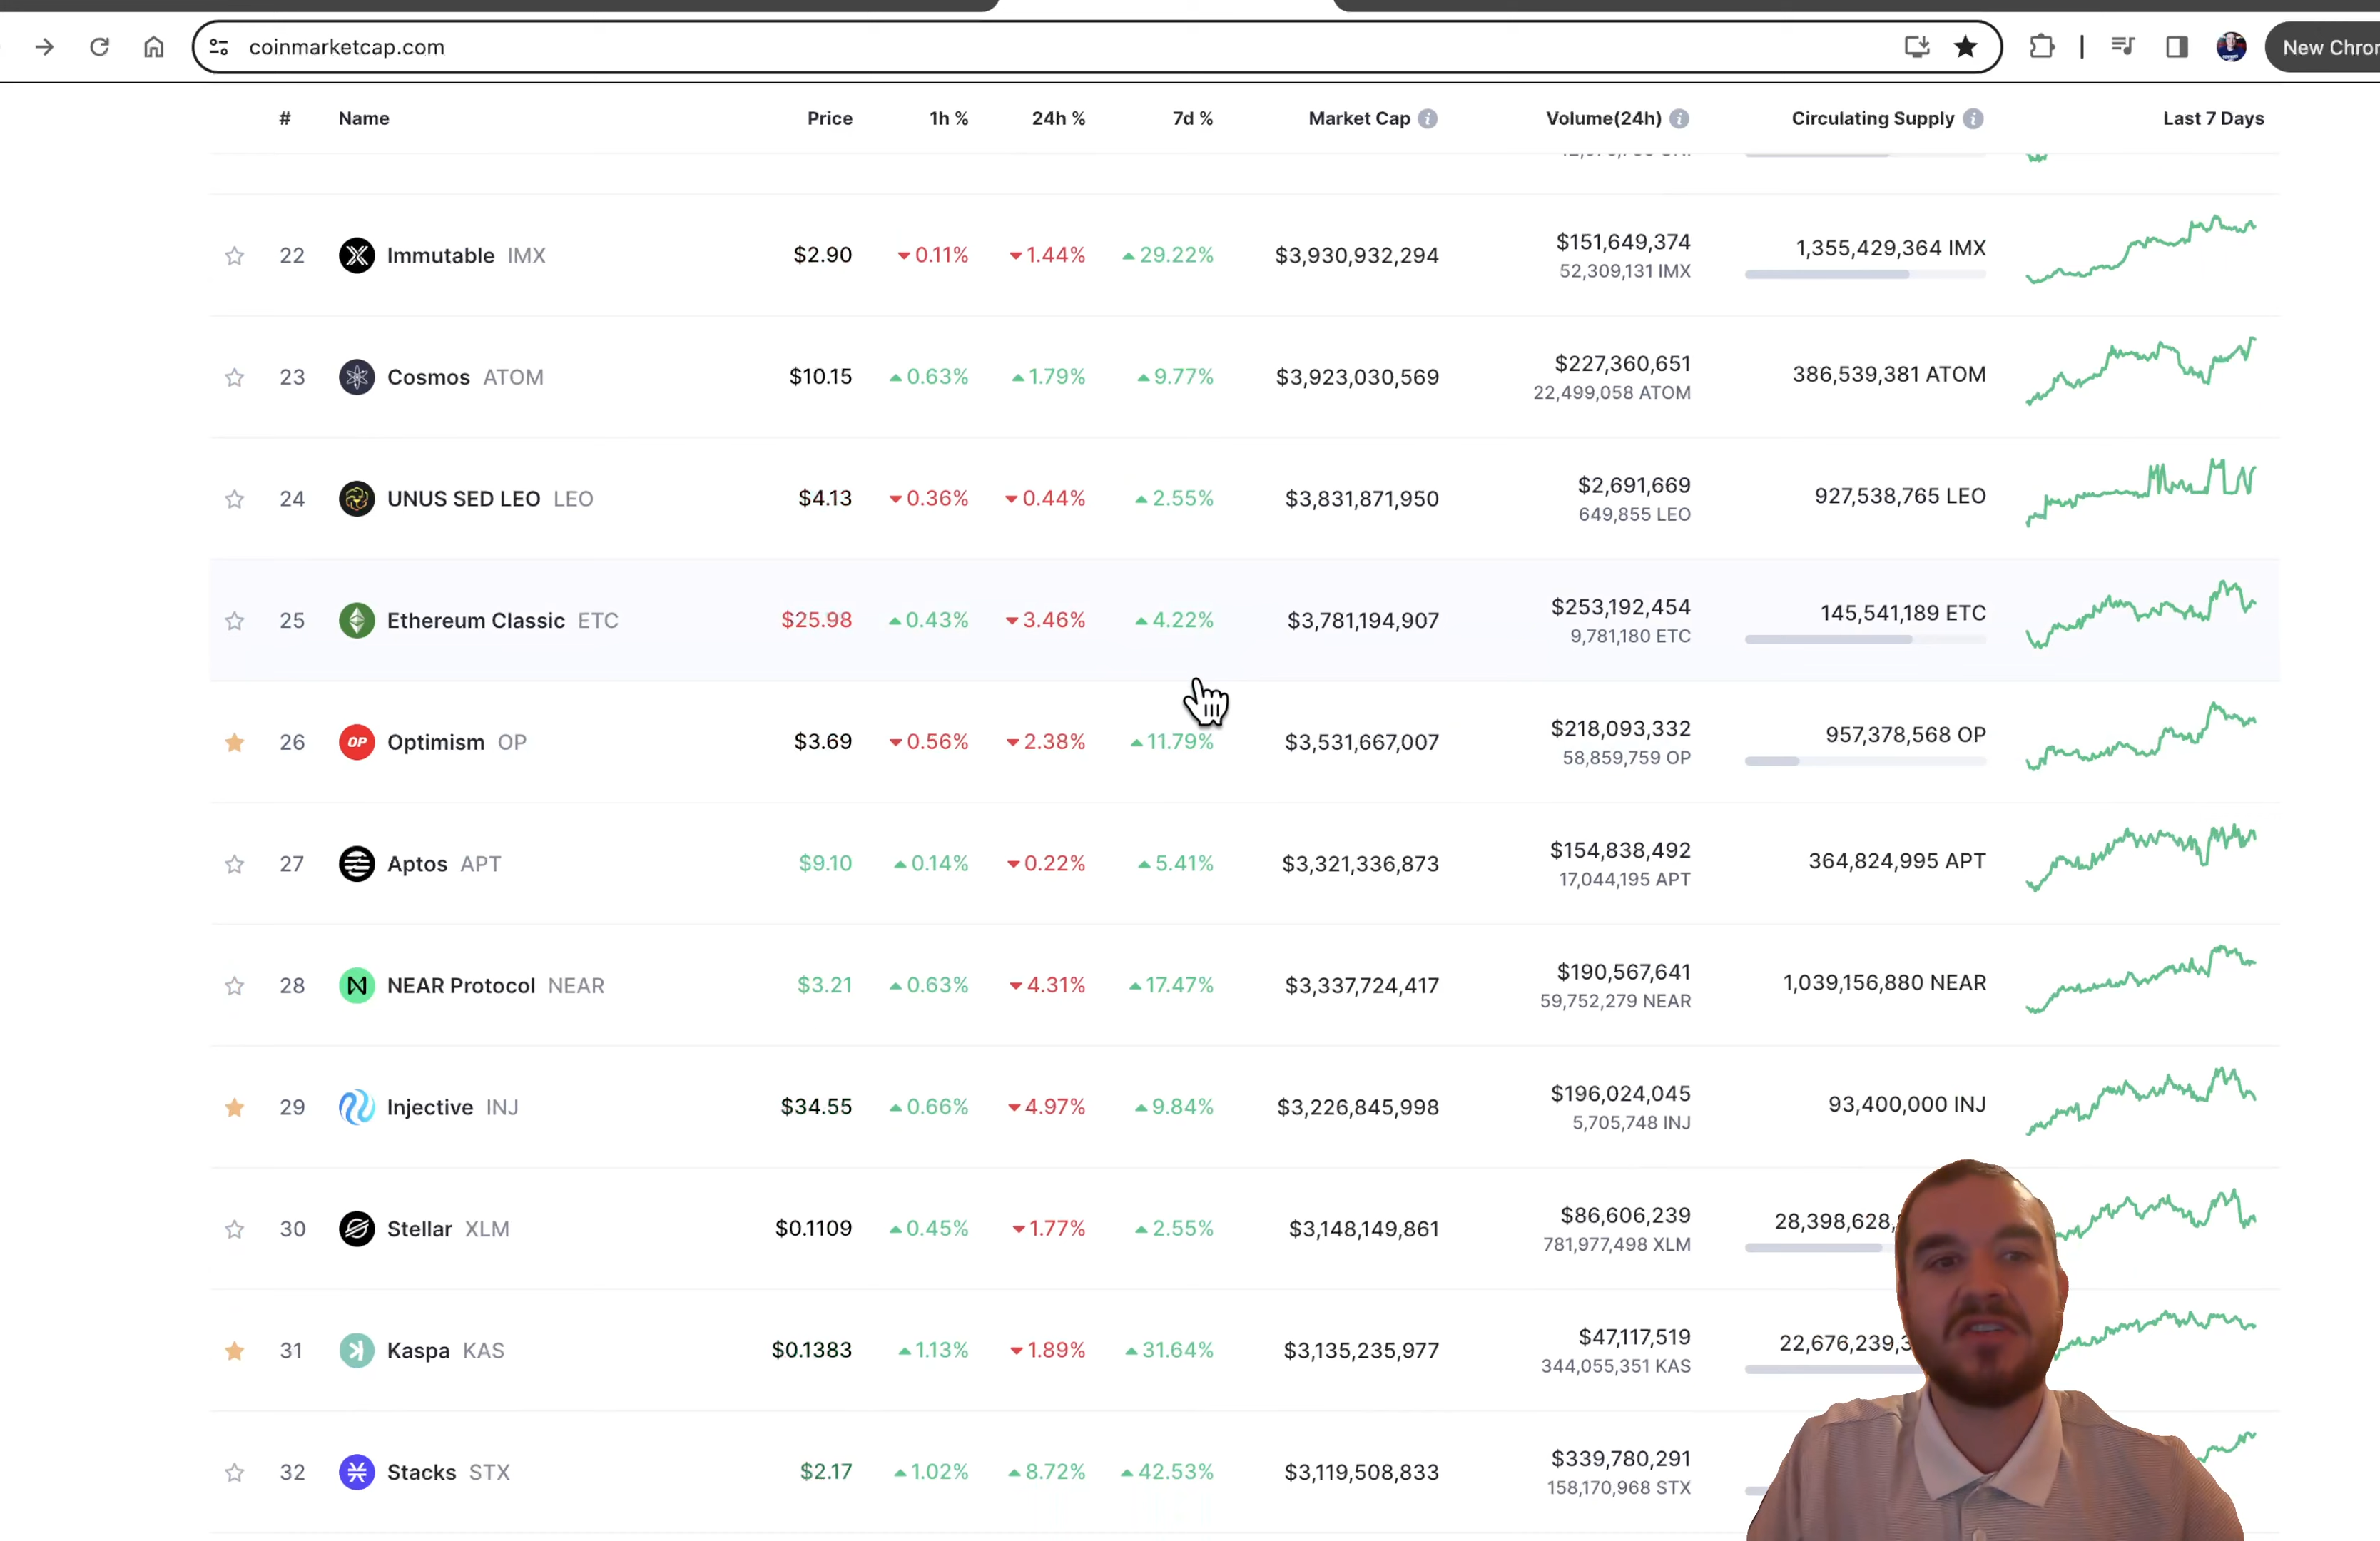 coinmarketcap.com
New Chror
# Name Price 1h % 24h % 7d % Market Cap Volume(24h) Circulating Supply Last 7 Days
22 Immutable IMX $2.90 0.11% 1.44% 29.22% $3,930,932,294 $151,649,374 1,355,429,364 IMX
52,309,131 IMX
23 Cosmos ATOM $10.15 0.63% 1.79% 9.77% $3,923,030,569 $227,360,651 386,539,381 ATOM
22,499,058 ATOM
24 UNUS SED LEO LEO $4.13 0.36% 0.44% 2.55% $3,831,871,950 $2,691,669 927,538,765 LEO
649,855 LEO
25 Ethereum Classic ETC $25.98 0.43% 3.46% 4.22% $3,781,194,907 $253,192,454 145,541,189 ETC
9,781,180 ETC
26 OP Optimism OP $3.69 0.56% 2.38% 11.79% $3,531,667,007 $218,093,332 957,378,568 OP
58,859,759 OP
27 Aptos APT $9.10 0.14% 0.22% 5.41% $3,321,336,873 $154,838,492 364,824,995 APT
17,044,195 APT
28 NEAR Protocol NEAR $3.21 0.63% 4.31% 17.47% $3,337,724,417 $190,567,641 1,039,156,880 NEAR
59,752,279 NEAR
29 Injective INJ $34.55 0.66% 4.97% 9.84% $3,226,845,998 $196,024,045 93,400,000 INJ
5,705,748 INJ
30 Stellar XLM $0.1109 0.45% 1.77% 2.55% $3,148,149,861 $86,606,239 28,398,628,
781,977,498 XLM
31 Kaspa KAS $0.1383 1.13% 1.89% 31.64% $3,135,235,977 $47,117,519 22,676,239,3
344,055,351 KAS
32 Stacks STX $2.17 1.02% 8.72% 42.53% $3,119,508,833 $339,780,291
158,170,968 STX